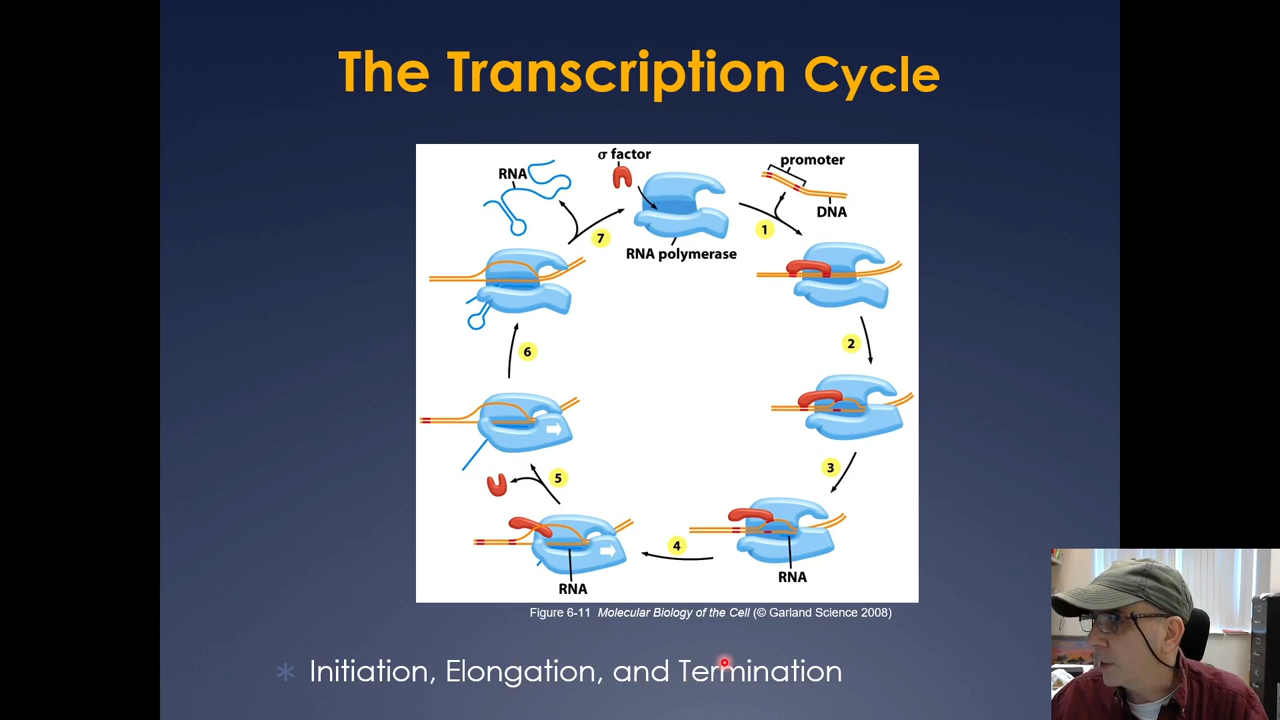 The Transcription Cycle
σ factor
promoter
RNA
DNA
1
7
RNA polymerase
2
6
3
5
4
RNA
RNA
Figure 6-11 Molecular Biology of the Cell (© Garland Science 2008)
* Initiation, Elongation, and Termination